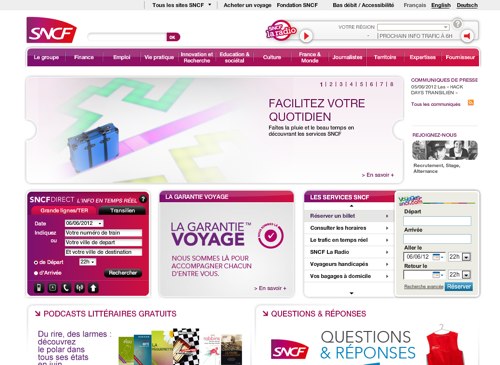 Tous les sites SNCF
Acheter un voyage
Fondation SNCF
Bas débit / Accessibilité
Français
English
Deutsch
SNCF
OK
SNCF
la radio
VOTRE RÉGION
PROCHAIN INFO TRAFIC À 6H
?
Le groupe
Finance
Emploi
Vie pratique
Innovation et Recherche
Education & société
Culture
France & Monde
Journalistes
Territoire
Expertises
Fournisseur
1 | 2 | 3 | 4 | 5 | 6 | 7 | 8
FACILITEZ VOTRE
QUOTIDIEN
Faites la pluie et le beau temps en
découvrant les services SNCF
> En savoir +
COMMUNIQUÉS DE PRESSE
05/06/2012 Les – HACK
DAYS TRANSILIEN –
Tous les communiqués
REJOIGNEZ-NOUS
Recrutement, Stage,
Alternance
SNCF DIRECT L'INFO EN TEMPS RÉEL
?
Grande lignes/TER
Transilien
Date
06/06/2012
Indiquez
Votre numéro de train
ou
Votre ville de départ
Et votre ville de destination
de Départ
22h
d'Arrivée
Rechercher
LA GARANTIE VOYAGE
LA GARANTIE™
VOYAGE
NOUS SOMMES LÀ POUR
ACCOMPAGNER CHACUN
D'ENTRE VOUS.
> En savoir +
LES SERVICES SNCF
Réserver un billet
Consulter les horaires
Le trafic en temps réel
SNCF La Radio
Voyageurs handicapés
Vos bagages à domicile
Voyages-
sncf.com
Départ
Arrivée
Aller le
06/06/12
22h
Retour le
22h
Recherche avancée
Réserver
PODCASTS LITTÉRAIRES GRATUITS
Du rire, des larmes :
découvrez
le polar dans
tous ses états
en juin
QUESTIONS & RÉPONSES
SNCF
QUESTIONS
& RÉPONSES